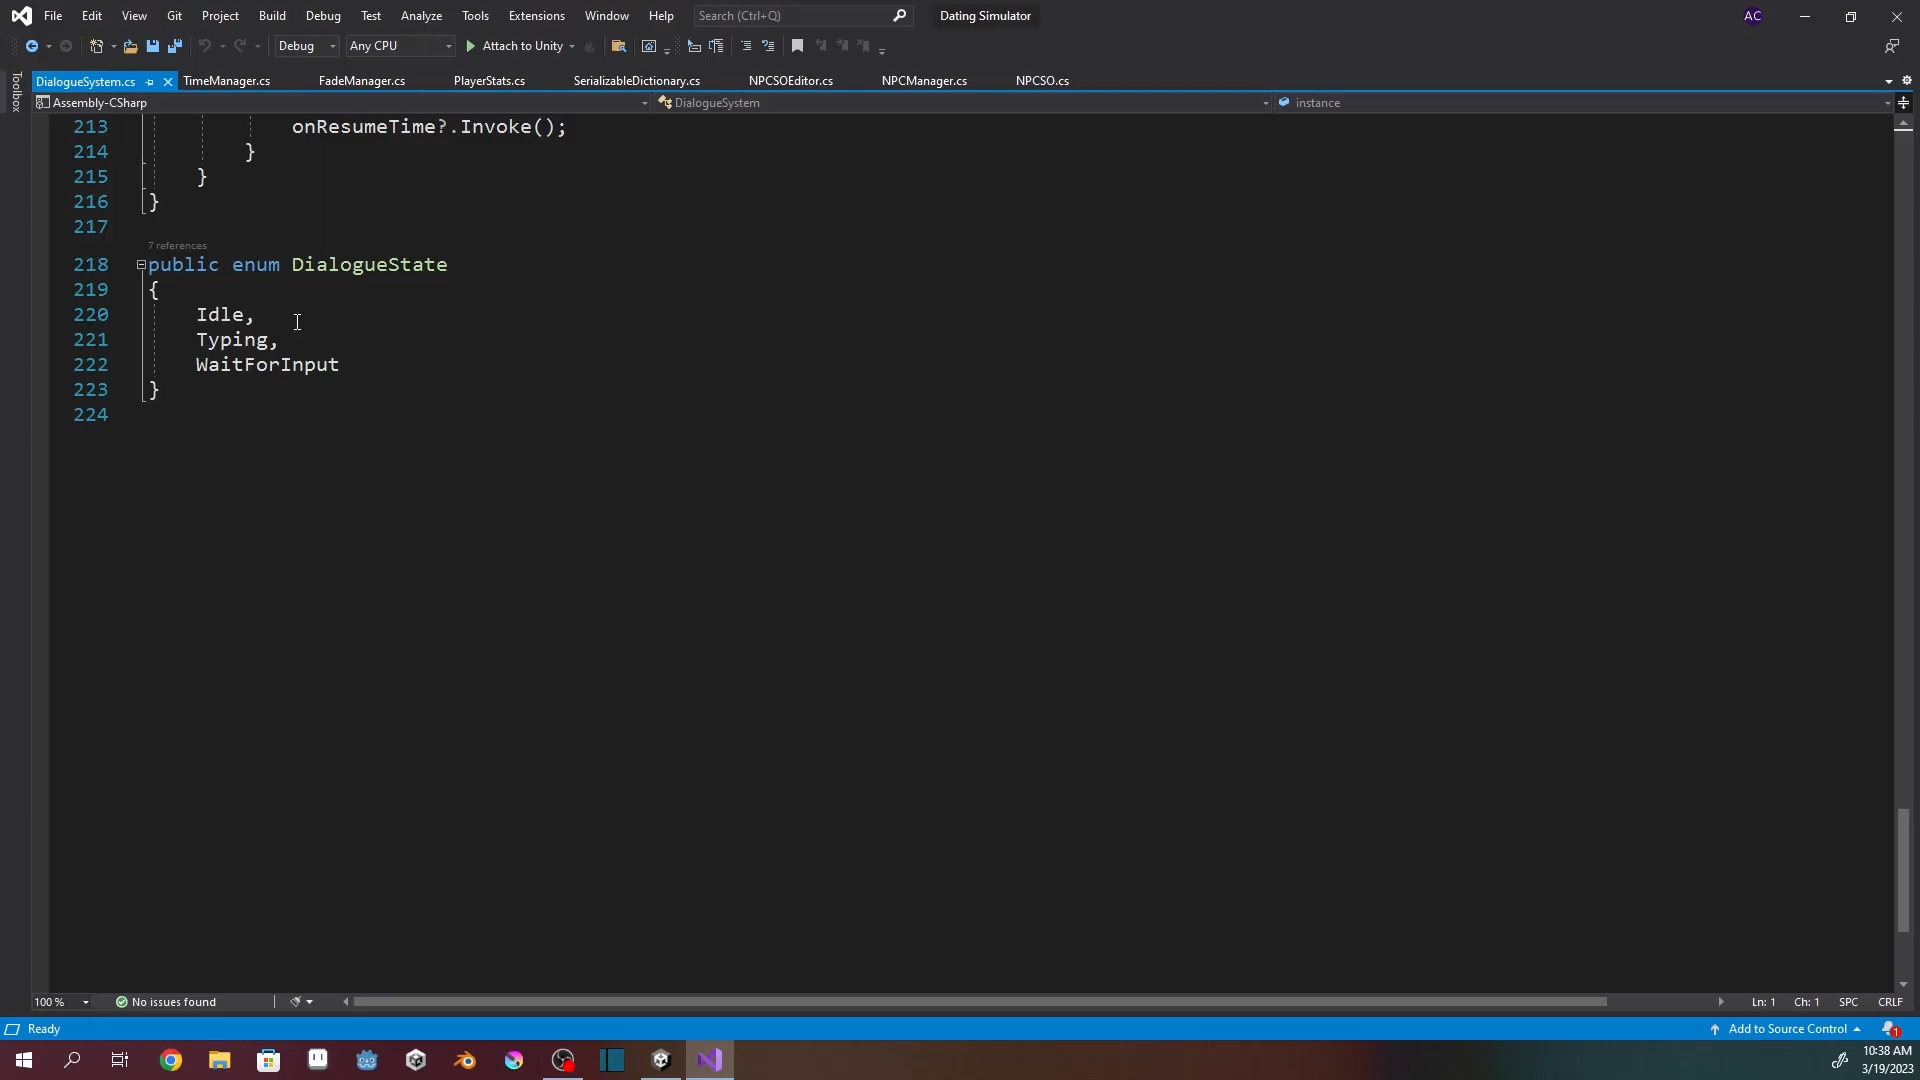 File Edit View Git Project Build Debug Test Analyze Tools Extensions Window Help Search (Ctrl+Q) Dating Simulator AC
Debug Any CPU Attach to Unity
DialogueSystem.cs TimeManager.cs FadeManager.cs PlayerStats.cs SerializableDictionary.cs NPCSOEditor.cs NPCManager.cs NPCSO.cs
Toolbox
Assembly-CSharp DialogueSystem instance
213 onResumeTime?.Invoke();
214 }
215 }
216 }
217
7 references
218 public enum DialogueState
219 {
220 Idle,
221 Typing,
222 WaitForInput
223 }
224
100 % No issues found Ln: 1 Ch: 1 SPC CRLF
Ready Add to Source Control 1
10:38 AM
3/19/2023